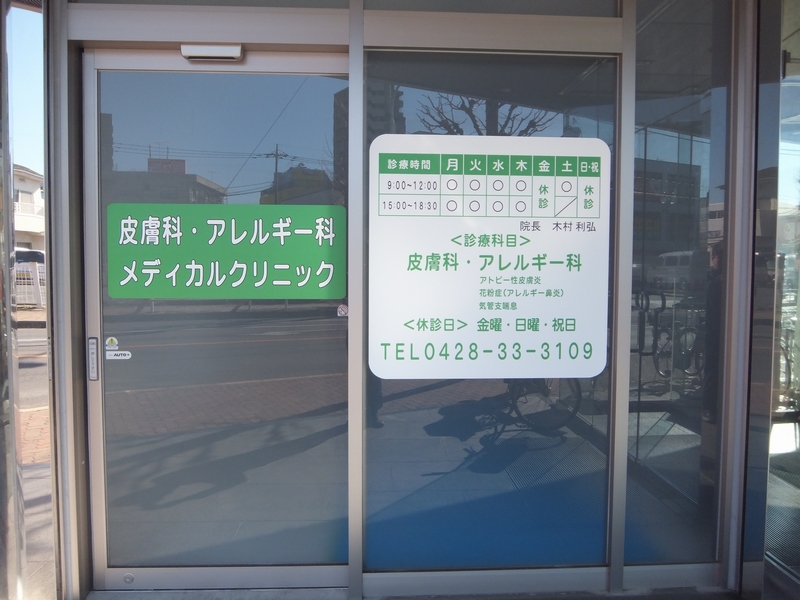 皮膚科・アレルギー科
メディカルクリニック
AUTO
診療時間 月 火 水 木 金 土 日・祝
9:00~12:00 ○ ○ ○ ○ 休診 ○ 休診
15:00~18:30 ○ ○ ○ ○ ／
院長 木村 利弘
<診療科目>
皮膚科・アレルギー科
アトピー性皮膚炎
花粉症(アレルギー鼻炎)
気管支喘息
<休診日> 金曜・日曜・祝日
TEL0428-33-3109